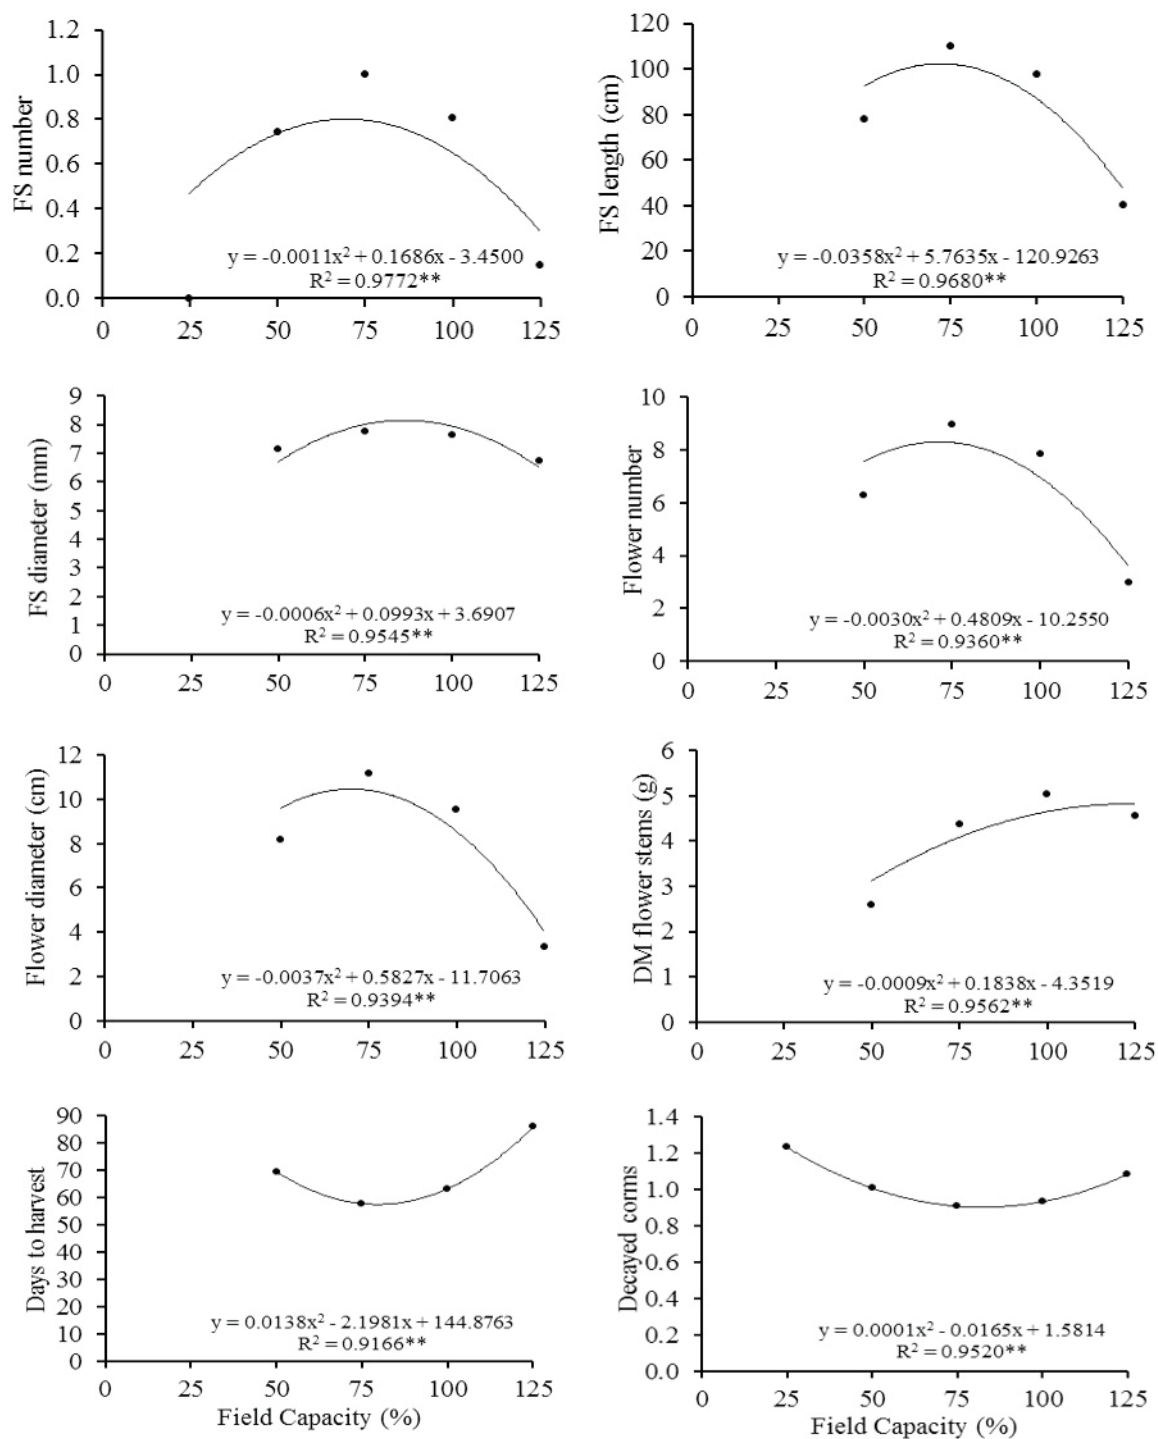 FS number
1.2
1.0
0.8
0.6
0.4
0.2
0.0
y = -0.0011x² + 0.1686x - 3.4500
R² = 0.9772**
0 25 50 75 100 125
FS length (cm)
120
100
80
60
40
20
0
y = -0.0358x² + 5.7635x - 120.9263
R² = 0.9680**
0 25 50 75 100 125
FS diameter (mm)
9
8
7
6
5
4
3
2
1
0
y = -0.0006x² + 0.0993x + 3.6907
R² = 0.9545**
0 25 50 75 100 125
Flower number
10
8
6
4
2
0
y = -0.0030x² + 0.4809x - 10.2550
R² = 0.9360**
0 25 50 75 100 125
Flower diameter (cm)
12
10
8
6
4
2
0
y = -0.0037x² + 0.5827x - 11.7063
R² = 0.9394**
0 25 50 75 100 125
DM flower stems (g)
6
5
4
3
2
1
0
y = -0.0009x² + 0.1838x - 4.3519
R² = 0.9562**
0 25 50 75 100 125
Days to harvest
90
80
70
60
50
40
30
20
10
0
y = 0.0138x² - 2.1981x + 144.8763
R² = 0.9166**
0 25 50 75 100 125
Field Capacity (%)
Decayed corms
1.4
1.2
1.0
0.8
0.6
0.4
0.2
0.0
y = 0.0001x² - 0.0165x + 1.5814
R² = 0.9520**
0 25 50 75 100 125
Field Capacity (%)